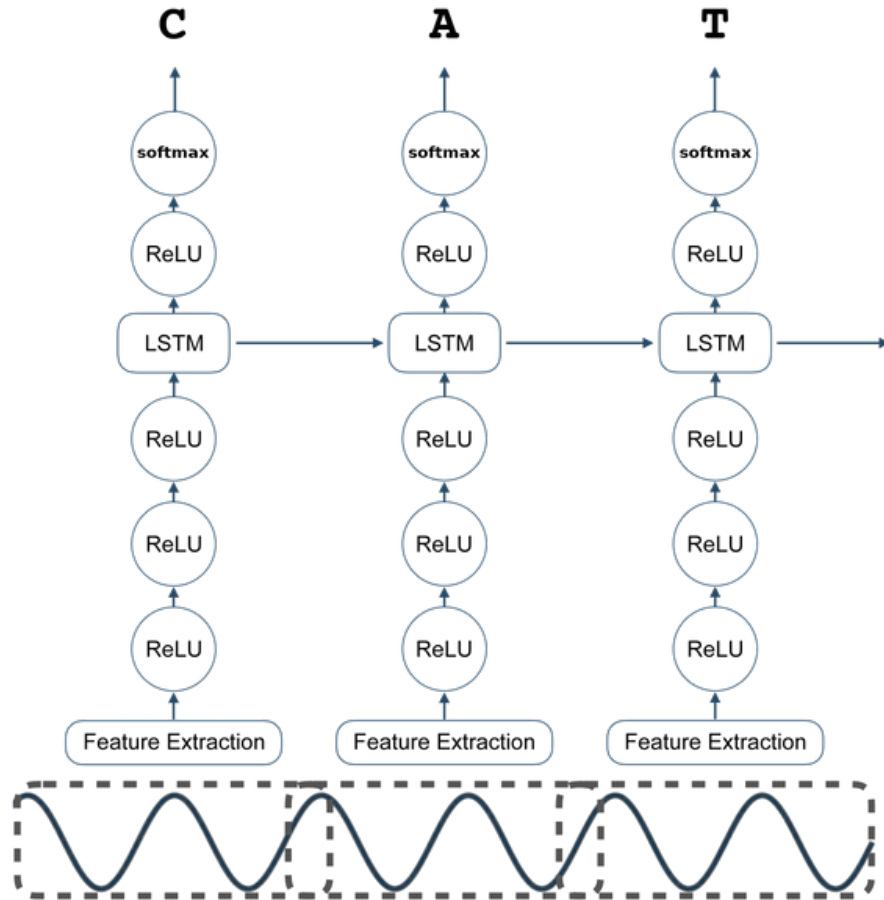 C A T
softmax softmax softmax
ReLU ReLU ReLU
LSTM LSTM LSTM
ReLU ReLU ReLU
ReLU ReLU ReLU
ReLU ReLU ReLU
Feature Extraction Feature Extraction Feature Extraction